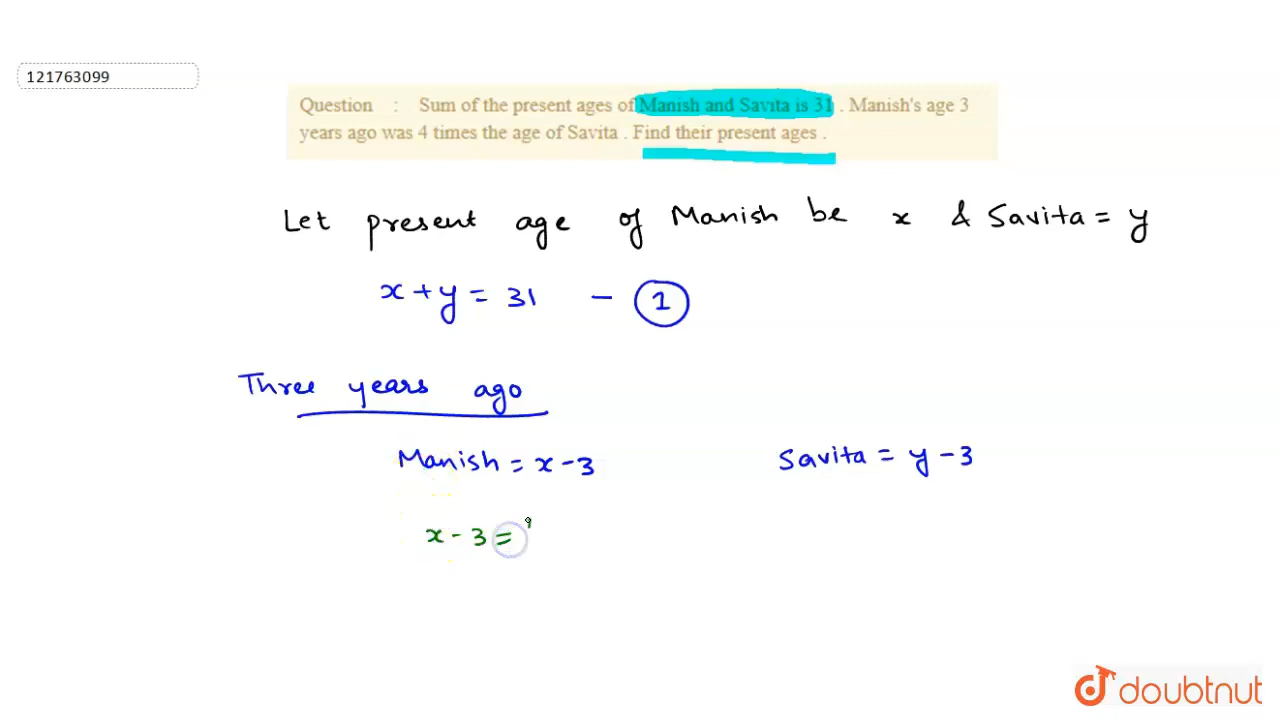 121763099
Question : Sum of the present ages of Manish and Savita is 31 . Manish's age 3
years ago was 4 times the age of Savita . Find their present ages .
Let present age of Manish be x & Savita = y
x + y = 31 - 1
Three years ago
Manish = x - 3 Savita = y - 3
x - 3 =
doubtnut